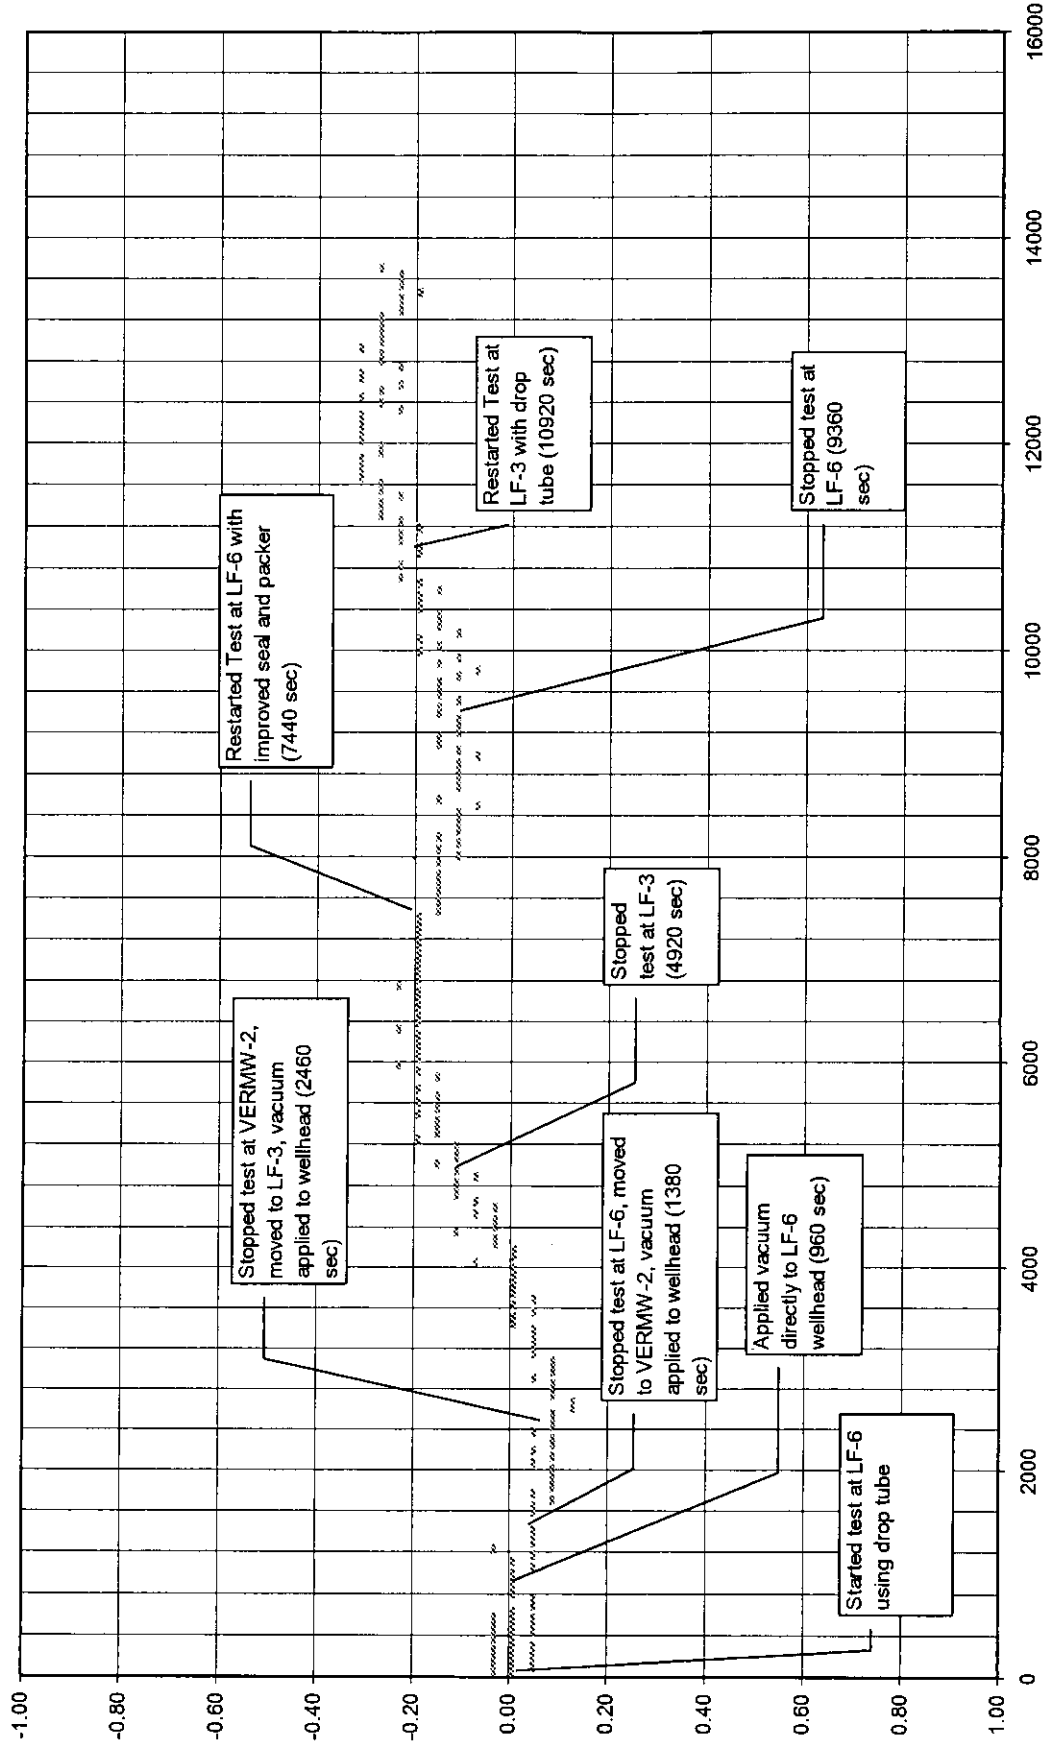 -1.00
-0.80
-0.60
-0.40
-0.20
0.00
0.20
0.40
0.60
0.80
1.00
0
2000
4000
6000
8000
10000
12000
14000
16000
Started test at LF-6
using drop tube
Applied vacuum
directly to LF-6
wellhead (960 sec)
Stopped test at LF-6, moved
to VERMW-2, vacuum
applied to wellhead (1380
sec)
Stopped test at VERMW-2,
moved to LF-3, vacuum
applied to wellhead (2460
sec)
Stopped
test at LF-3
(4920 sec)
Restarted Test at LF-6 with
improved seal and packer
(7440 sec)
Stopped test at
LF-6 (9360
sec)
Restarted Test at
LF-3 with drop
tube (10920 sec)